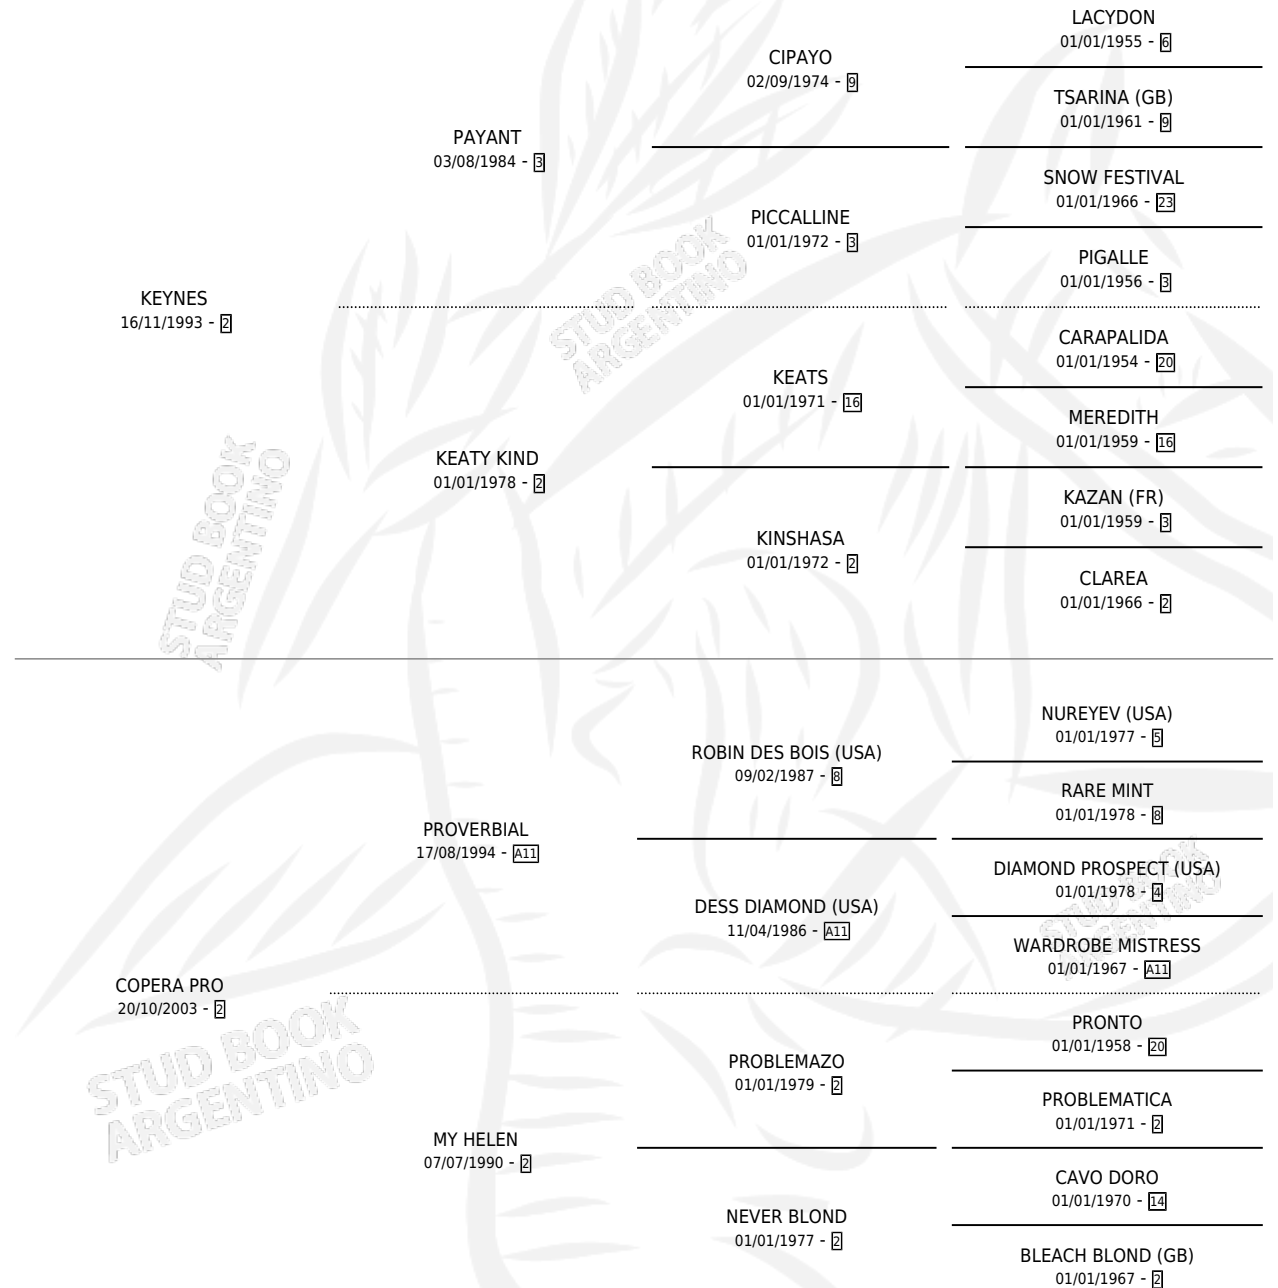 LACYDON
01/01/1955 - 6
CIPAYO
02/09/1974 - 9
TSARINA (GB)
01/01/1961 - 9
PAYANT
03/08/1984 - 3
SNOW FESTIVAL
01/01/1966 - 23
PICCALLINE
01/01/1972 - 3
PIGALLE
01/01/1956 - 3
KEYNES
16/11/1993 - 2
STUD BOOK
ARGENTINO
CARAPALIDA
01/01/1954 - 20
KEATS
01/01/1971 - 16
MEREDITH
01/01/1959 - 16
KEATY KIND
01/01/1978 - 2
KAZAN (FR)
01/01/1959 - 3
KINSHASA
01/01/1972 - 2
CLAREA
01/01/1966 - 2
STUD BOOK
ARGENTINO
NUREYEV (USA)
01/01/1977 - 5
ROBIN DES BOIS (USA)
09/02/1987 - 8
RARE MINT
01/01/1978 - 8
PROVERBIAL
17/08/1994 - A11
DIAMOND PROSPECT (USA)
01/01/1978 - 4
DESS DIAMOND (USA)
11/04/1986 - A11
STUD BOOK
ARGENTINO
WARDROBE MISTRESS
01/01/1967 - A11
COPERA PRO
20/10/2003 - 2
STUD BOOK
ARGENTINO
PRONTO
01/01/1958 - 20
PROBLEMAZO
01/01/1979 - 2
PROBLEMATICA
01/01/1971 - 2
MY HELEN
07/07/1990 - 2
CAVO DORO
01/01/1970 - 14
NEVER BLOND
01/01/1977 - 2
BLEACH BLOND (GB)
01/01/1967 - 2